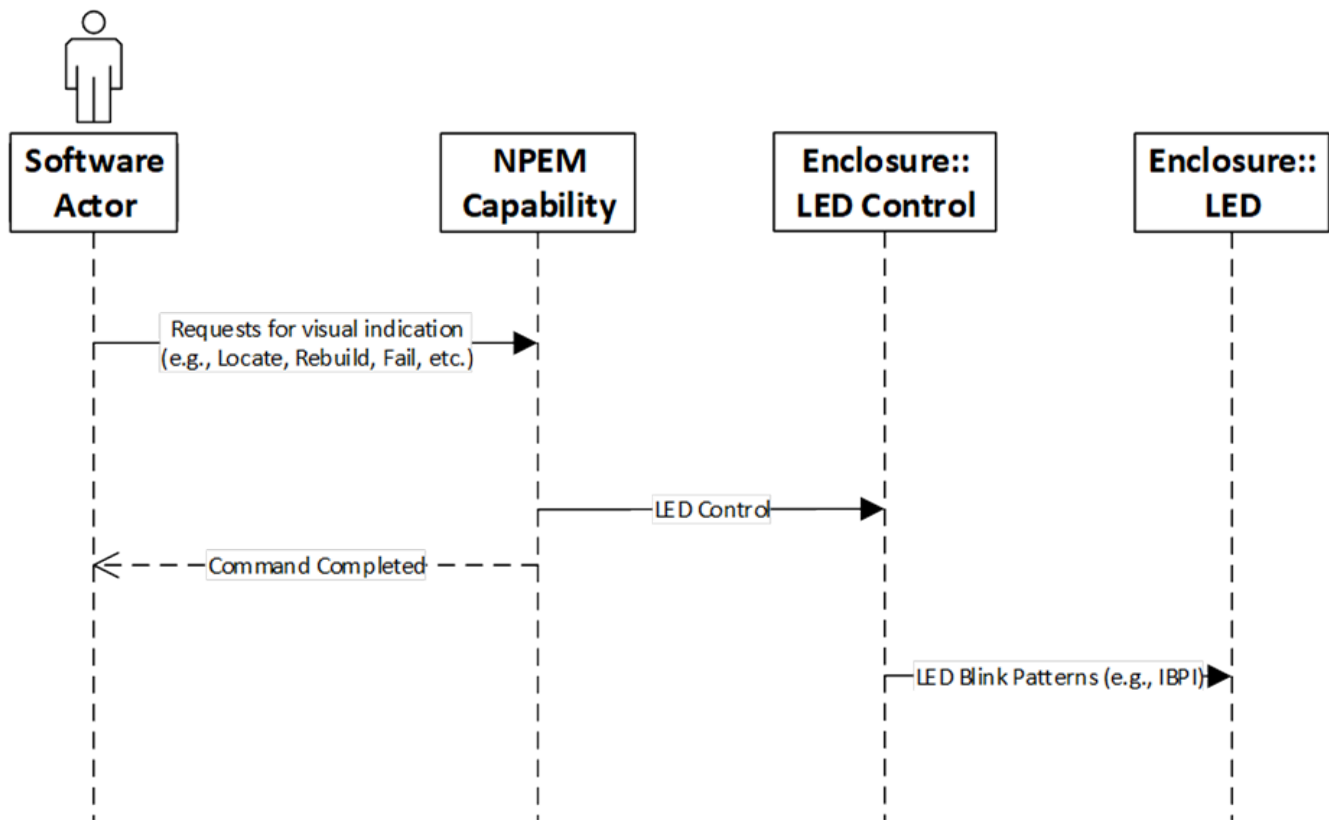 Software
Actor
NPEM
Capability
Enclosure::
LED Control
Enclosure::
LED
Requests for visual indication
(e.g., Locate, Rebuild, Fail, etc.)
LED Control
Command Completed
LED Blink Patterns (e.g., IBPI)